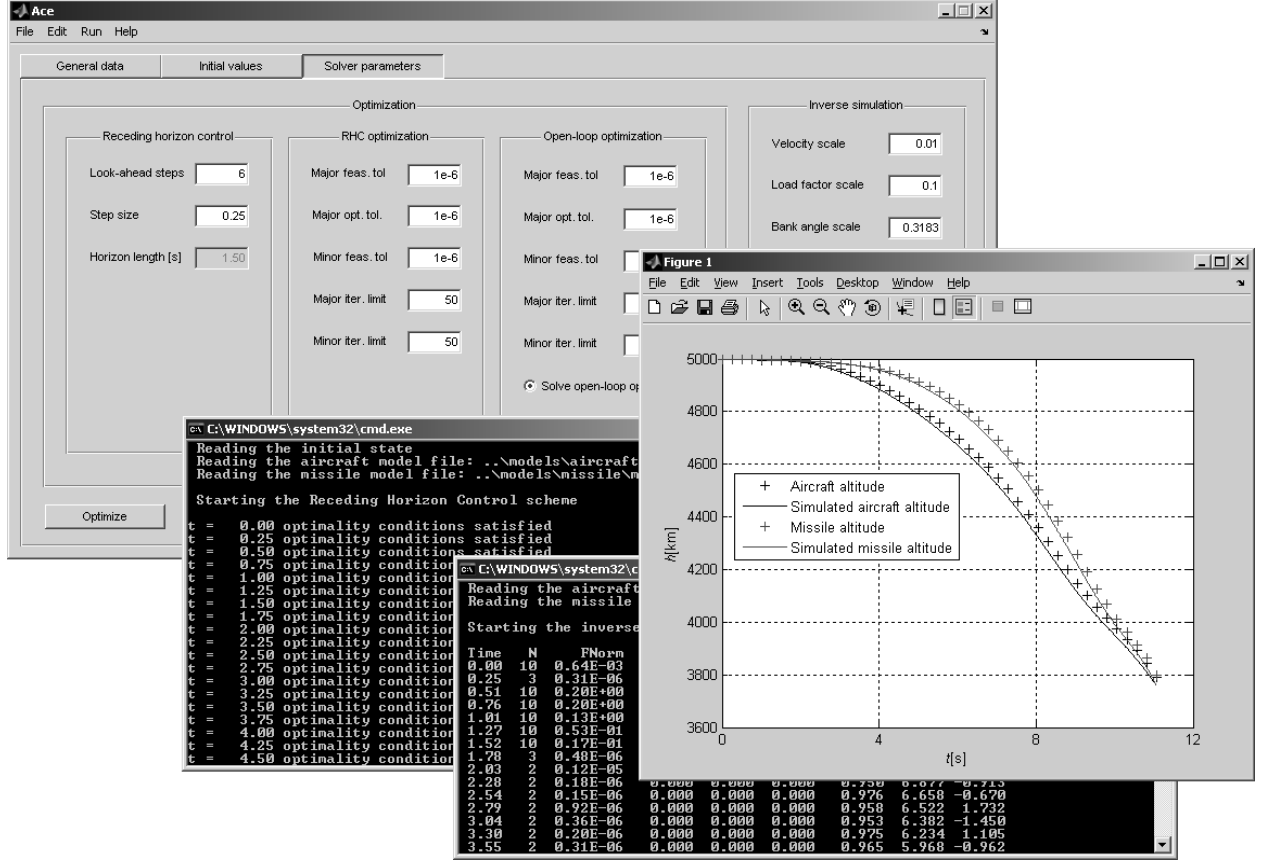 Ace
File Edit Run Help
General data Initial values Solver parameters
Optimization
Receding horizon control
Look-ahead steps 6
Step size 0.25
Horizon length [s] 1.50
RHC optimization
Major feas. tol 1e-6
Major opt. tol. 1e-6
Minor feas. tol 1e-6
Major iter. limit 50
Minor iter. limit 50
Open-loop optimization
Major feas. tol 1e-6
Major opt. tol. 1e-6
Minor feas. tol
Major iter. limit
Minor iter. limit
Solve open-loop
Inverse simulation
Velocity scale 0.01
Load factor scale 0.1
Bank angle scale 0.3183
Optimize
C:\WINDOWS\system32\cmd.exe
Reading the initial state
Reading the aircraft model file: ..\models\aircraft
Reading the missile model file: ..\models\missile\m
Starting the Receding Horizon Control scheme
t = 0.00 optimality conditions satisfied
t = 0.25 optimality conditions satisfied
t = 0.50 optimality conditions satisfied
t = 0.75 optimality condition
t = 1.00 optimality condition
t = 1.25 optimality condition
t = 1.50 optimality condition
t = 1.75 optimality condition
t = 2.00 optimality condition
t = 2.25 optimality condition
t = 2.50 optimality condition
t = 2.75 optimality condition
t = 3.00 optimality condition
t = 3.25 optimality condition
t = 3.50 optimality condition
t = 3.75 optimality condition
t = 4.00 optimality condition
t = 4.25 optimality condition
t = 4.50 optimality condition
C:\WINDOWS\system32\c
Reading the aircraft
Reading the missile
Starting the inverse
Time N FNorm
0.00 10 0.64E-03
0.25 3 0.31E-06
0.51 10 0.20E+00
0.76 10 0.20E+00
1.01 10 0.13E+00
1.27 10 0.53E-01
1.52 10 0.17E-01
1.78 3 0.48E-06
2.03 2 0.12E-05
2.28 2 0.18E-06 0.000 0.000 0.000 0.950 6.877 -0.913
2.54 2 0.15E-06 0.000 0.000 0.000 0.976 6.658 -0.670
2.79 2 0.92E-06 0.000 0.000 0.000 0.958 6.522 1.732
3.04 2 0.36E-06 0.000 0.000 0.000 0.953 6.382 -1.450
3.30 2 0.20E-06 0.000 0.000 0.000 0.975 6.234 1.105
3.55 2 0.31E-06 0.000 0.000 0.000 0.965 5.968 -0.962
Figure 1
File Edit View Insert Tools Desktop Window Help
5000
4800
4600
4400
4200
4000
3800
3600
h[km]
Aircraft altitude
Simulated aircraft altitude
Missile altitude
Simulated missile altitude
0 4 8 12
t[s]